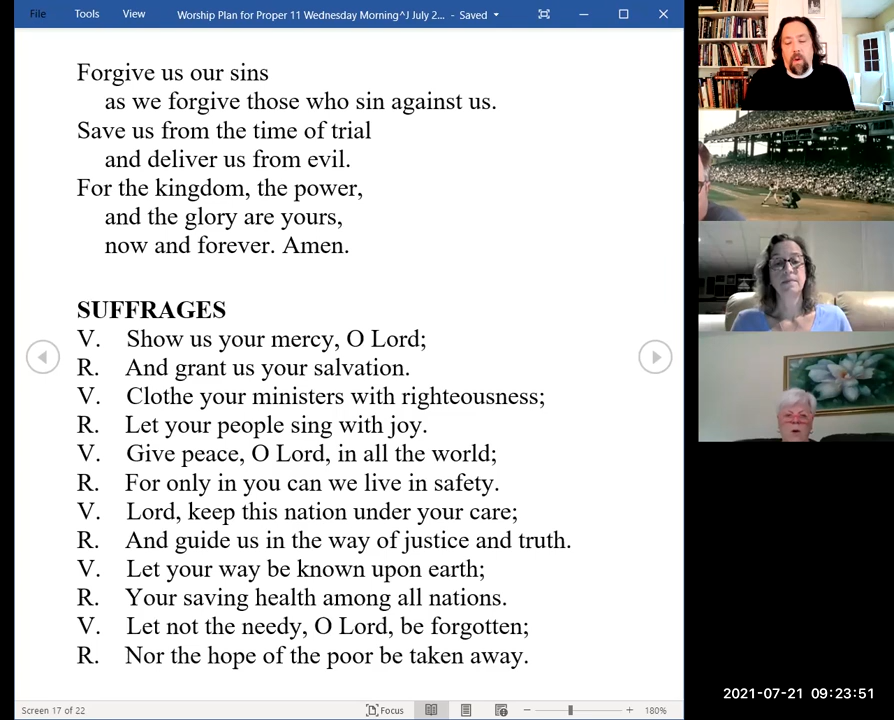 File Tools View Worship Plan for Proper 11 Wednesday Morning^J July 2... - Saved
Forgive us our sins
as we forgive those who sin against us.
Save us from the time of trial
and deliver us from evil.
For the kingdom, the power,
and the glory are yours,
now and forever. Amen.
SUFFRAGES
V. Show us your mercy, O Lord;
R. And grant us your salvation.
V. Clothe your ministers with righteousness;
R. Let your people sing with joy.
V. Give peace, O Lord, in all the world;
R. For only in you can we live in safety.
V. Lord, keep this nation under your care;
R. And guide us in the way of justice and truth.
V. Let your way be known upon earth;
R. Your saving health among all nations.
V. Let not the needy, O Lord, be forgotten;
R. Nor the hope of the poor be taken away.
Screen 17 of 22 Focus 180%
2021-07-21 09:23:51